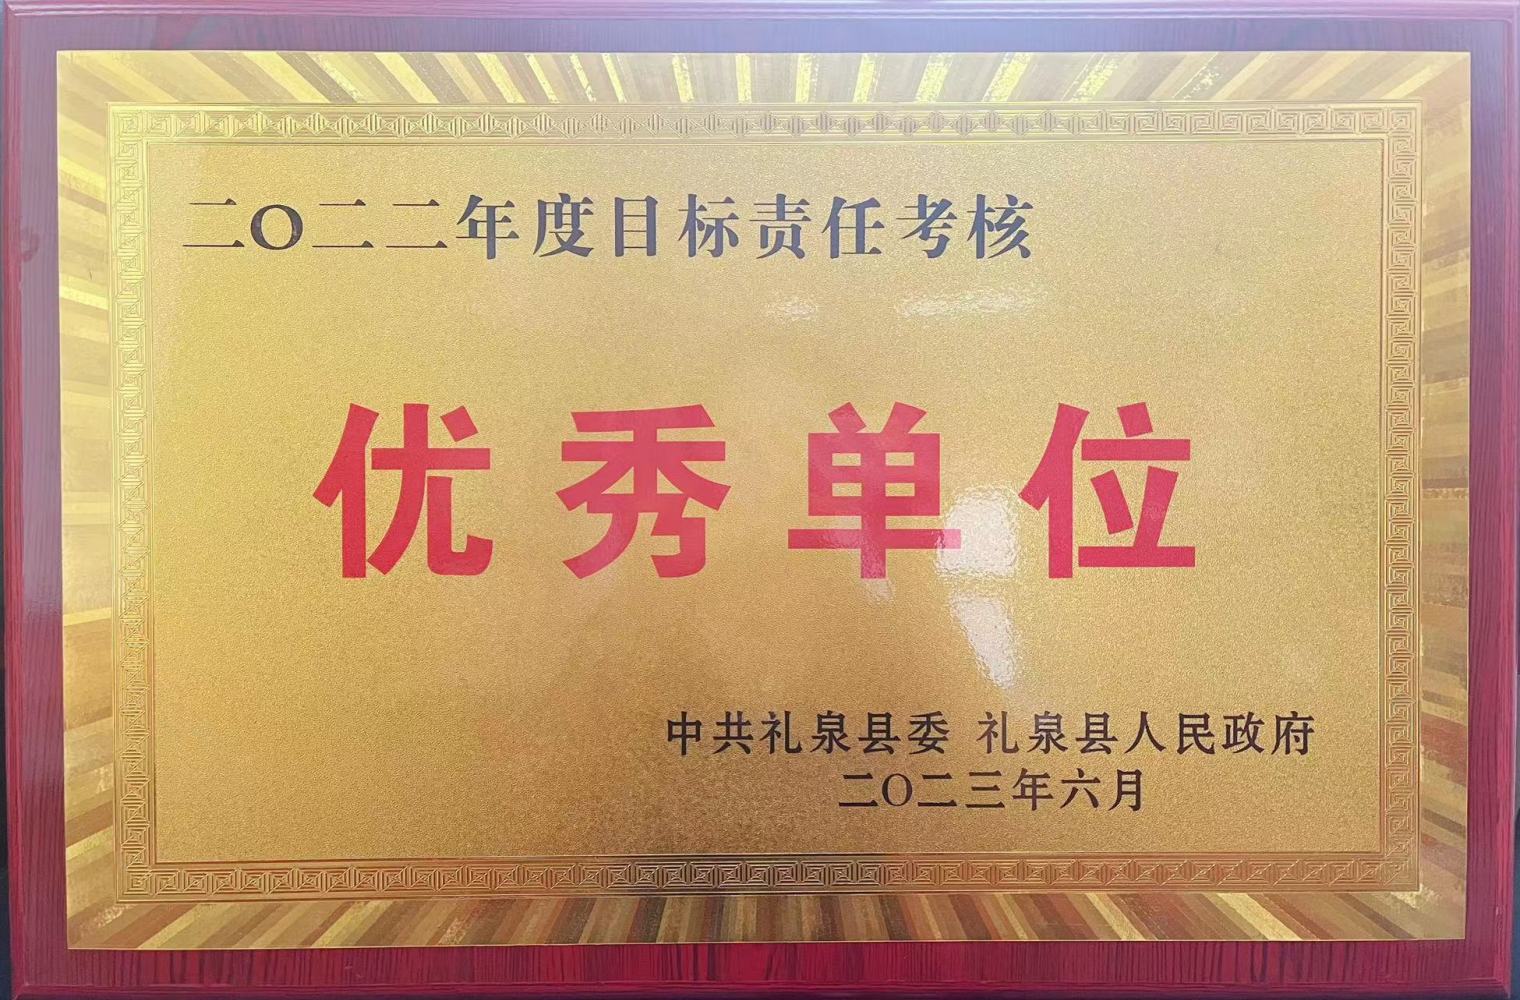 二〇二二年度目标责任考核
优秀单位
中共礼泉县委 礼泉县人民政府
二〇二三年六月